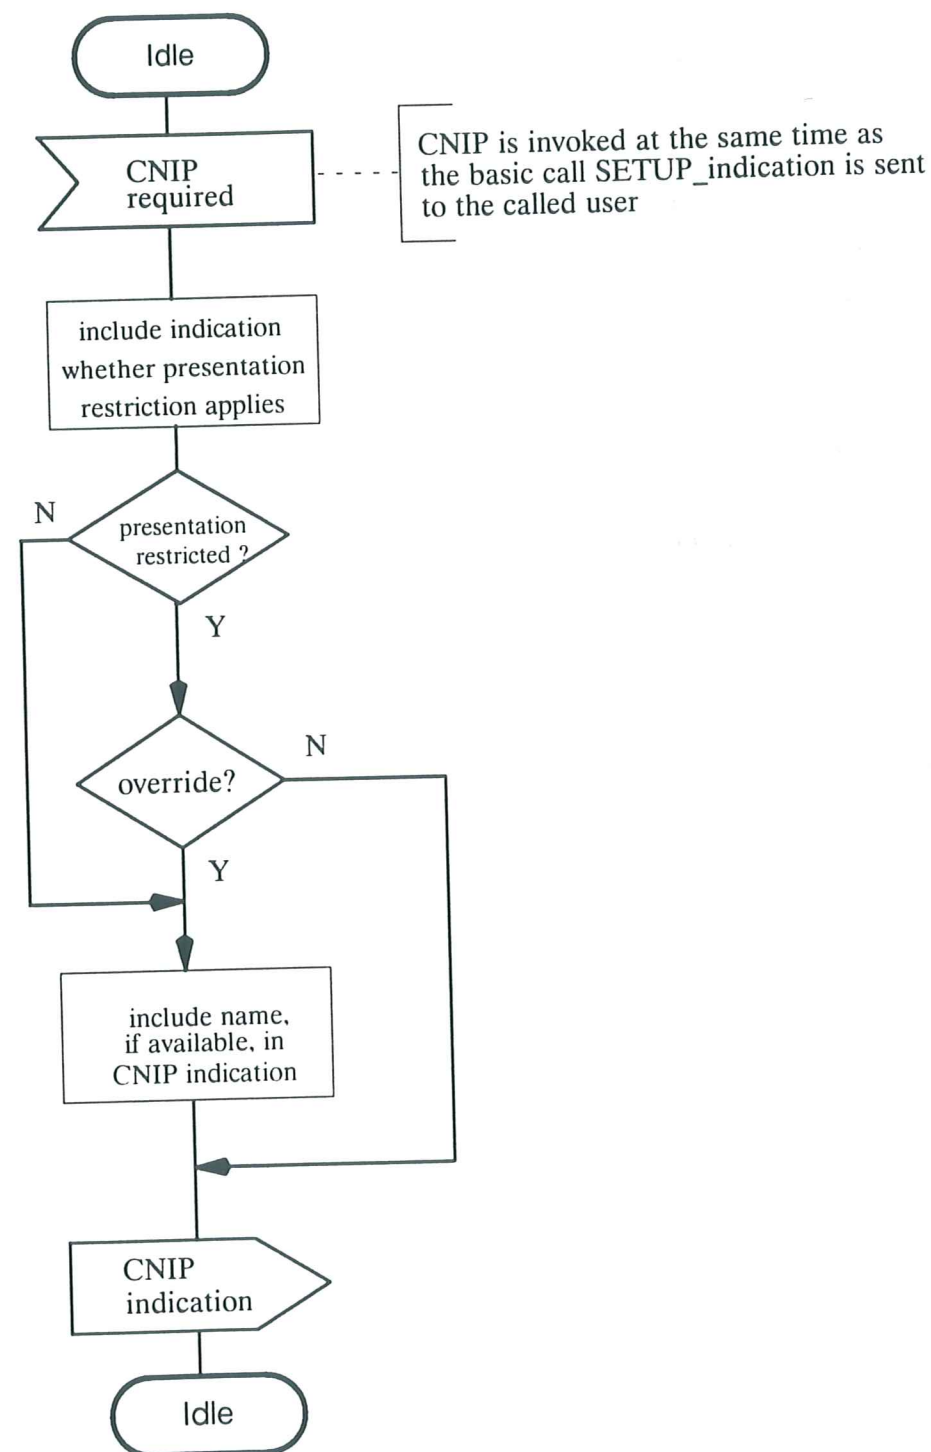 Idle
CNIP
required
CNIP is invoked at the same time as
the basic call SETUP_indication is sent
to the called user
include indication
whether presentation
restriction applies
N
presentation
restricted ?
Y
N
override?
Y
include name,
if available, in
CNIP indication
CNIP
indication
Idle